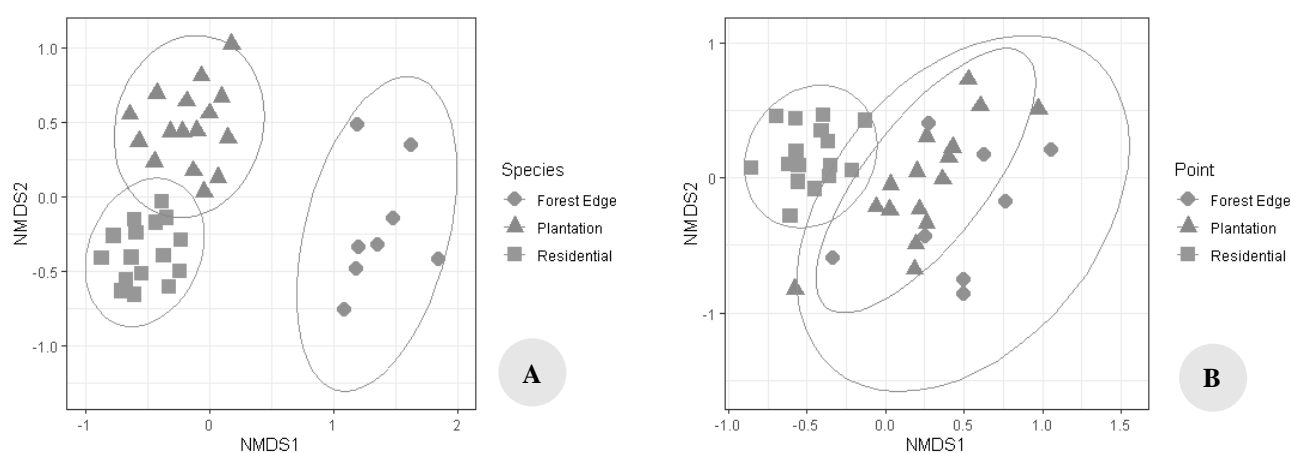 1.0
0.5
0.0
-0.5
-1.0
NMDS2
-1
0
1
2
NMDS1
Species
Forest Edge
Plantation
Residential
A
1
0
-1
NMDS2
-1.0
-0.5
0.0
0.5
1.0
1.5
NMDS1
Point
Forest Edge
Plantation
Residential
B